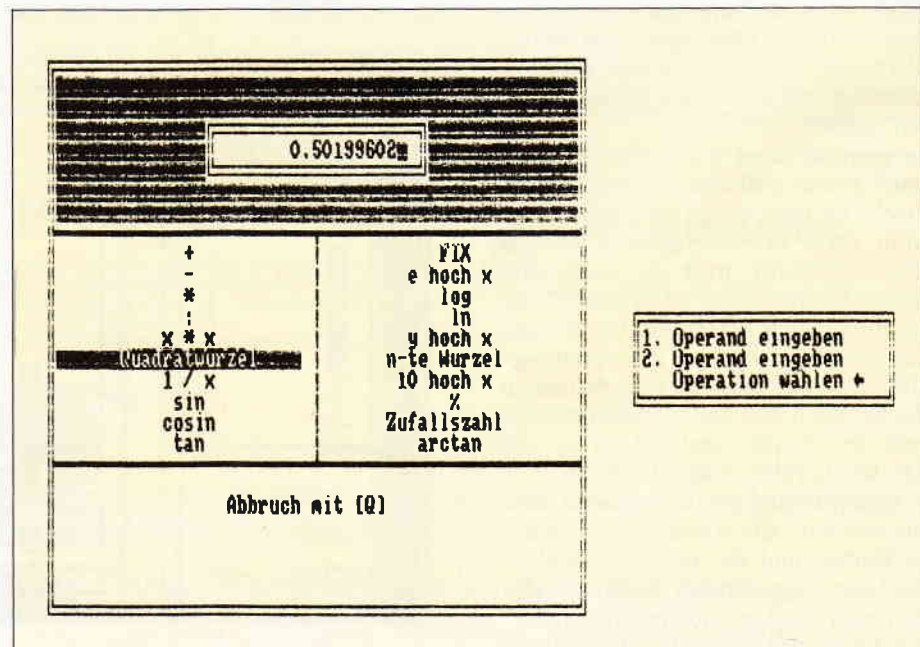 0.50199602
+
-
*
:
x * x
Quadratwurzel
1 / x
sin
cosin
tan
FIX
e hoch x
log
ln
y hoch x
n-te Wurzel
10 hoch x
%
Zufallszahl
arctan
1. Operand eingeben
2. Operand eingeben
Operation wahlen ←
Abbruch mit [Q]